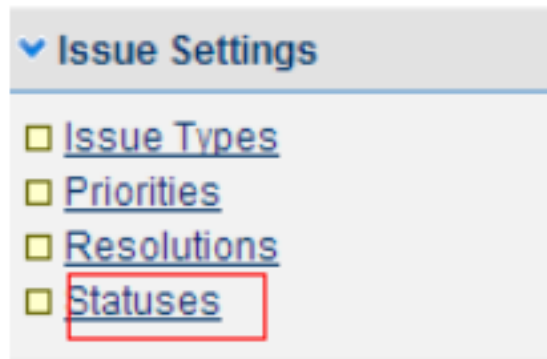 Issue Settings
Issue Types
Priorities
Resolutions
Statuses